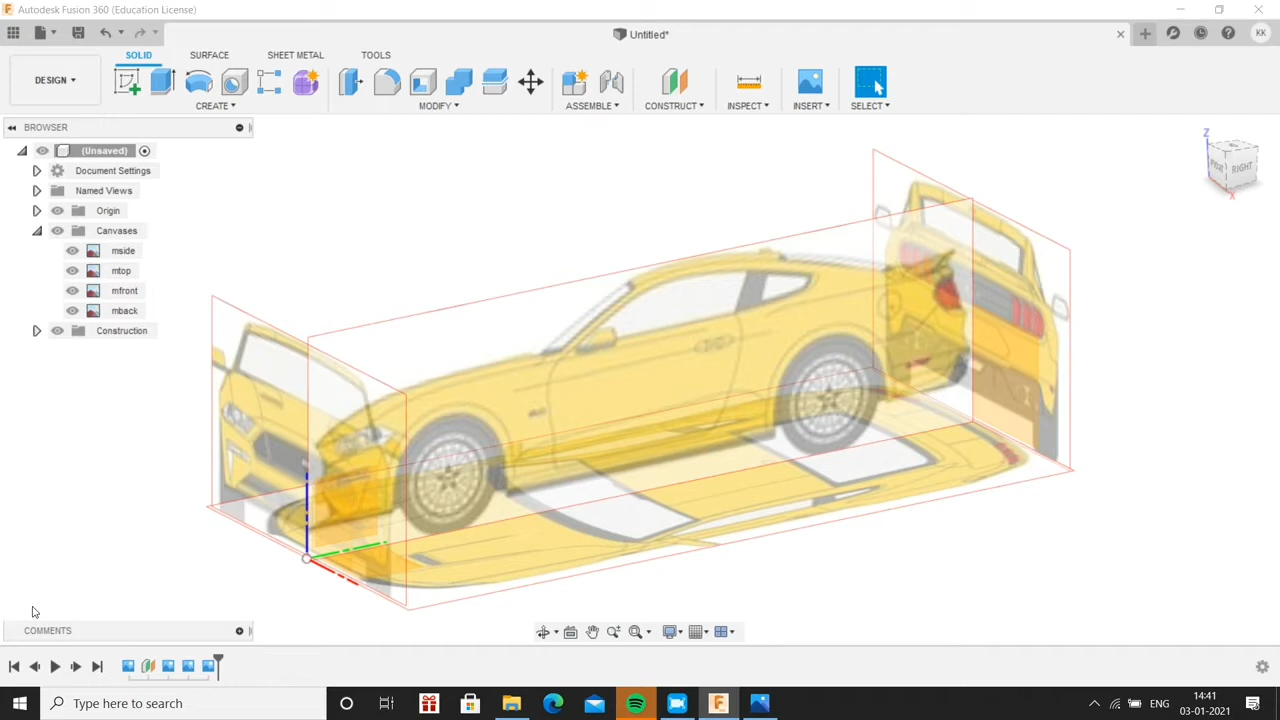 Autodesk Fusion 360 (Education License)
Untitled*
KK
SOLID
SURFACE
SHEET METAL
TOOLS
DESIGN
CREATE
MODIFY
ASSEMBLE
CONSTRUCT
INSPECT
INSERT
SELECT
BROWSER
(Unsaved)
Document Settings
Named Views
Origin
Canvases
mside
mtop
mfront
mback
Construction
Z
RIGHT
X
COMMENTS
Type here to search
ENG
14:41
03-01-2021